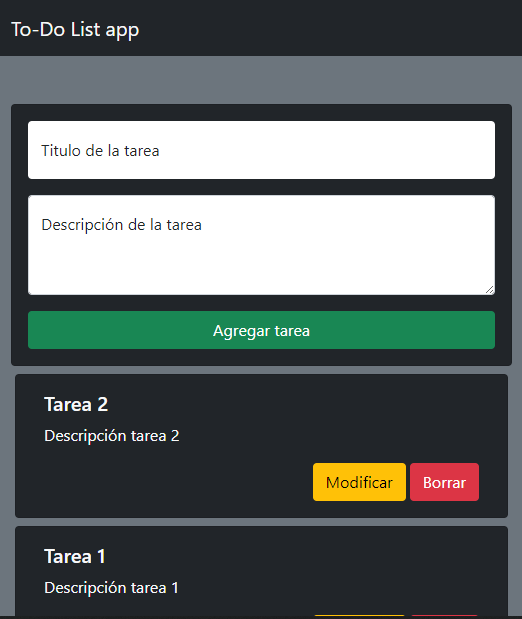 To-Do List app
Titulo de la tarea
Descripción de la tarea
Agregar tarea
Tarea 2
Descripción tarea 2
Modificar Borrar
Tarea 1
Descripción tarea 1